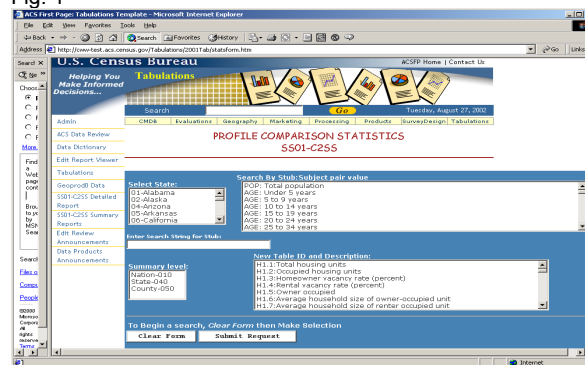 Fig. 1
ACS First Page: Tabulations Template - Microsoft Internet Explorer
File Edit View Favorites Tools Help
Back Search Favorites History
Address http://cww-test.acs.census.gov/Tabulations/2001Tab/statsform.htm Go Links
Search New
U.S. Census Bureau
ACSFP Home | Contact Us
Helping You
Make Informed
Decisions...
Tabulations
Search Go Tuesday, August 27, 2002
CMDB Evaluations Geography Marketing Processing Products SurveyDesign Tabulations
Admin
ACS Data Review
Data Dictionary
Edit Report Viewer
Tabulations
Geoprod0 Data
SS01-C2SS Detailed
Report
SS01-C2SS Summary
Reports
Edit Review
Announcements
Data Products
Announcements
PROFILE COMPARISON STATISTICS
SS01-C2SS
Select State:
01-Alabama
02-Alaska
04-Arizona
05-Arkansas
06-California
Search By Stub:Subject pair value
POP: Total population
AGE: Under 5 years
AGE: 5 to 9 years
AGE: 10 to 14 years
AGE: 15 to 19 years
AGE: 20 to 24 years
AGE: 25 to 34 years
Enter Search String for Stub:
Summary level:
Nation-010
State-040
County-050
New Table ID and Description:
H1.1:Total housing units
H1.2:Occupied housing units
H1.3:Homeowner vacancy rate (percent)
H1.4:Rental vacancy rate (percent)
H1.5:Owner occupied
H1.6:Average household size of owner-occupied unit
H1.7:Average household size of renter occupied unit
To Begin a search, Clear Form then Make Selection
Clear Form Submit Request
Internet